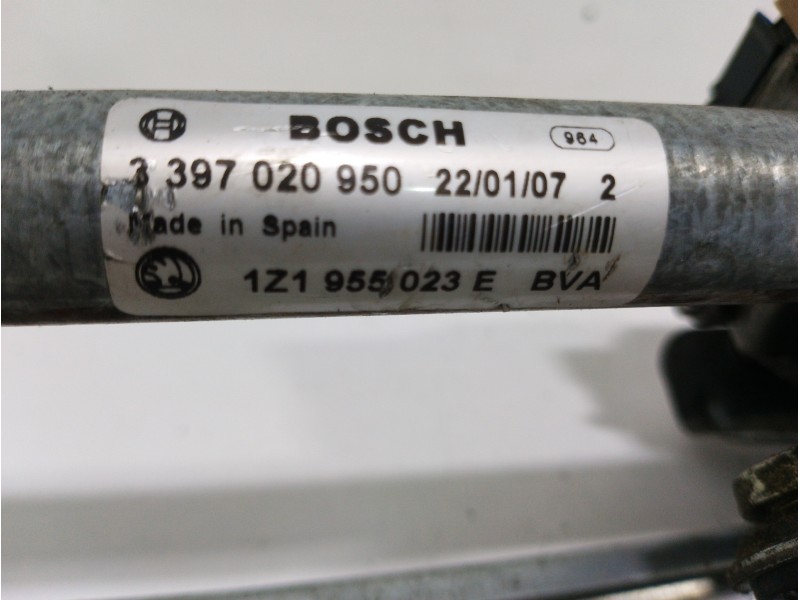 BOSCH 964
3 397 020 950 22/01/07 2
Made in Spain
1Z1 955 023 E BVA